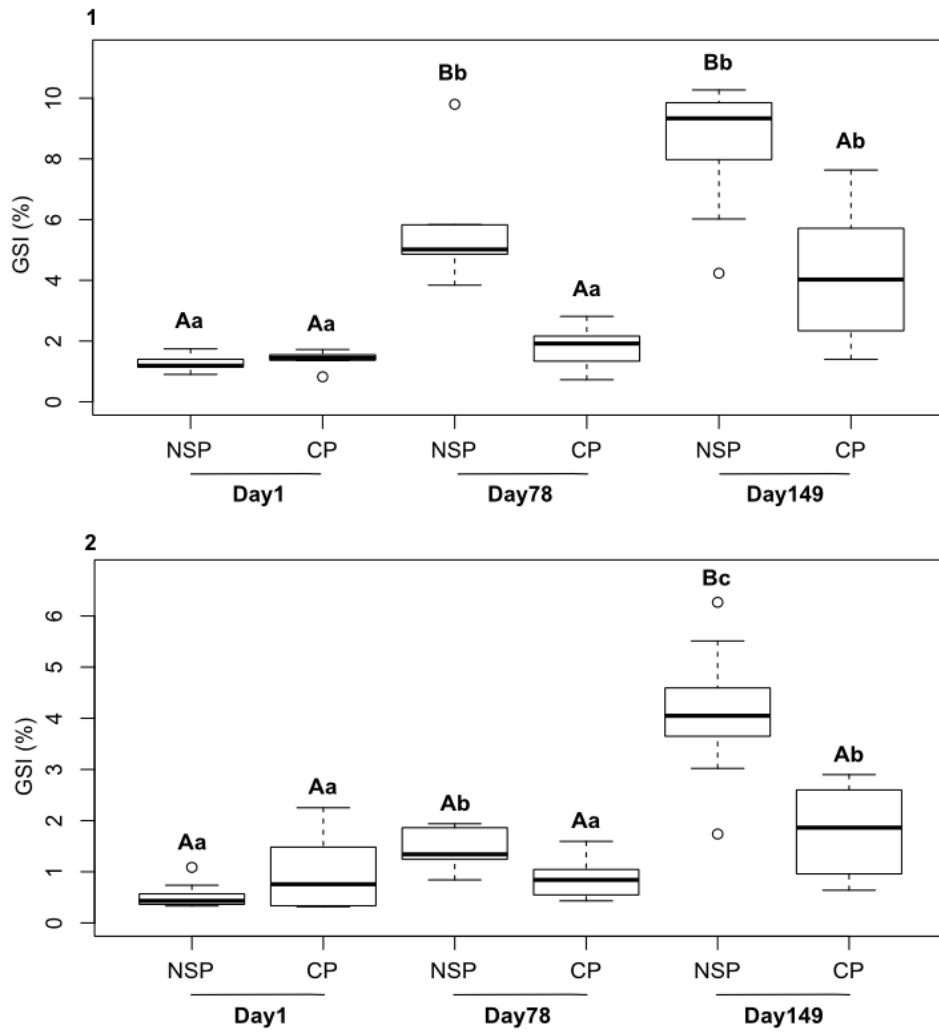 1
Bb Bb
10
Ab
8
GSI (%)
6
Aa
4
Aa Aa
2
0
NSP CP NSP CP NSP CP
Day1 Day78 Day149
2
Bc
6
5
GSI (%)
4
Ab
3
Aa Ab Aa
2
Aa
1
0
NSP CP NSP CP NSP CP
Day1 Day78 Day149